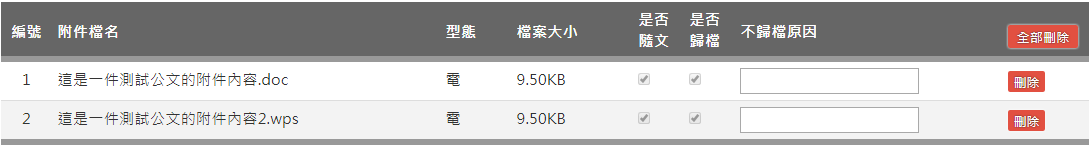 編號 附件檔名 型態 檔案大小 是否隨文 是否歸檔 不歸檔原因 全部刪除
1 這是一件測試公文的附件內容.doc 電 9.50KB 刪除
2 這是一件測試公文的附件內容2.wps 電 9.50KB 刪除